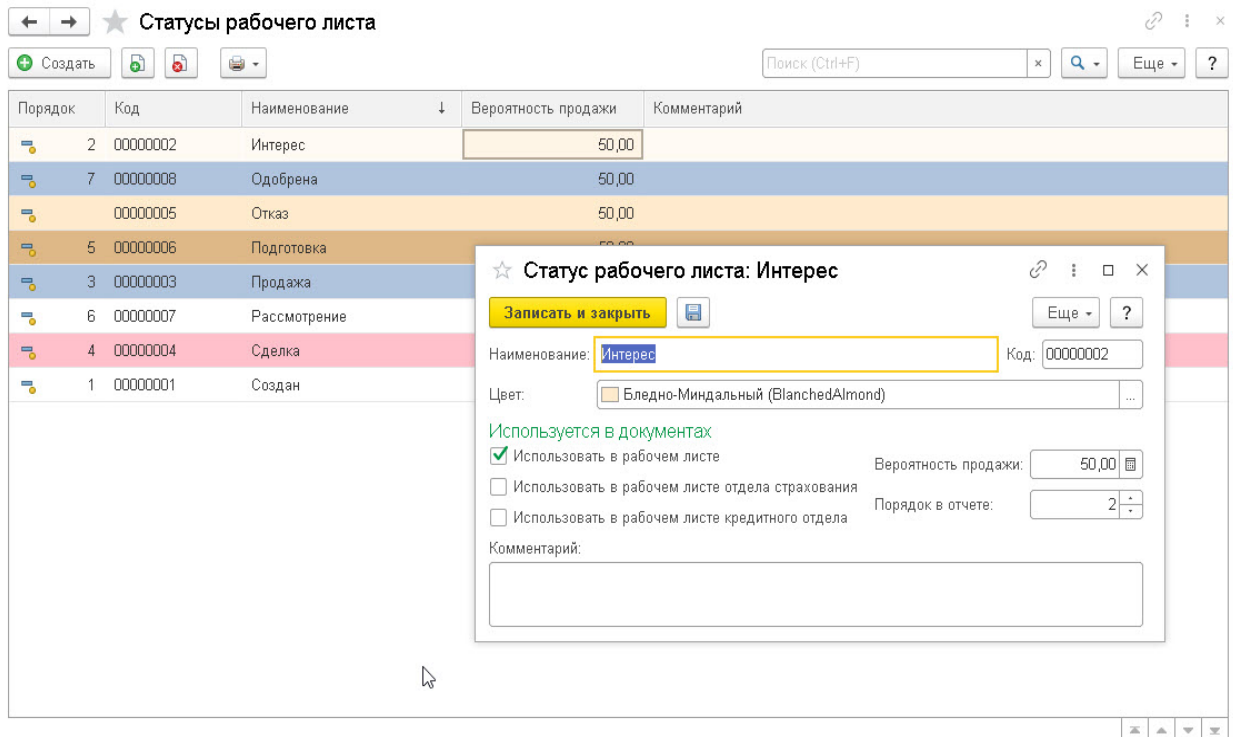 Статусы рабочего листа
Создать Поиск (Ctrl+F) × Еще ?
Порядок Код Наименование ↓ Вероятность продажи Комментарий
2 00000002 Интерес 50,00
7 00000008 Одобрена 50,00
00000005 Отказ 50,00
5 00000006 Подготовка
3 00000003 Продажа
6 00000007 Рассмотрение
4 00000004 Сделка
1 00000001 Создан
Статус рабочего листа: Интерес
Записать и закрыть Еще ?
Наименование: Интерес Код: 00000002
Цвет: Бледно-Миндальный (BlanchedAlmond) ...
Используется в документах
Использовать в рабочем листе
Вероятность продажи: 50,00
Использовать в рабочем листе отдела страхования
Порядок в отчете: 2
Использовать в рабочем листе кредитного отдела
Комментарий: